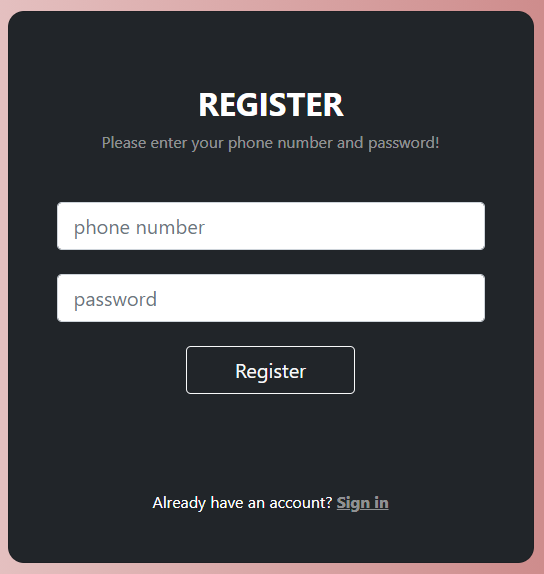 REGISTER
Please enter your phone number and password!
phone number
password
Register
Already have an account? Sign in